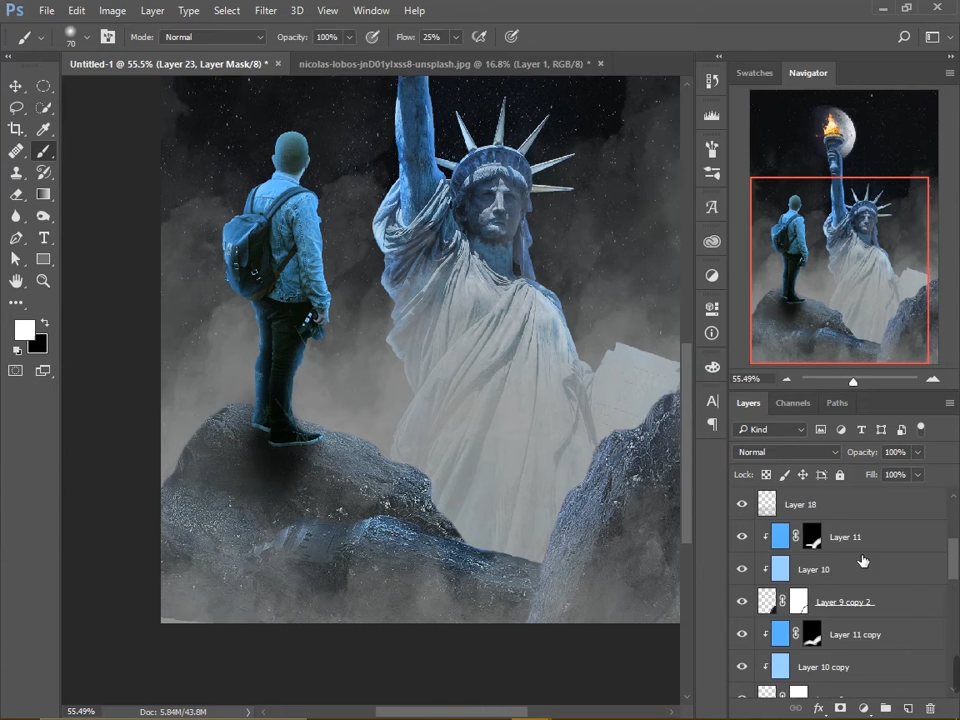 Ps File Edit Image Layer Type Select Filter 3D View Window Help
70 Mode: Normal Opacity: 100% Flow: 25%
Untitled-1 @ 55.5% (Layer 23, Layer Mask/8) * × nicolas-lobos-jnD01yIxss8-unsplash.jpg @ 16.8% (Layer 1, RGB/8) * ×
Swatches Navigator
55.49%
Layers Channels Paths
Kind
Normal Opacity: 100%
Lock: Fill: 100%
Layer 18
Layer 11
Layer 10
Layer 9 copy 2
Layer 11 copy
Layer 10 copy
55.49% Doc: 5.84M/43.8M